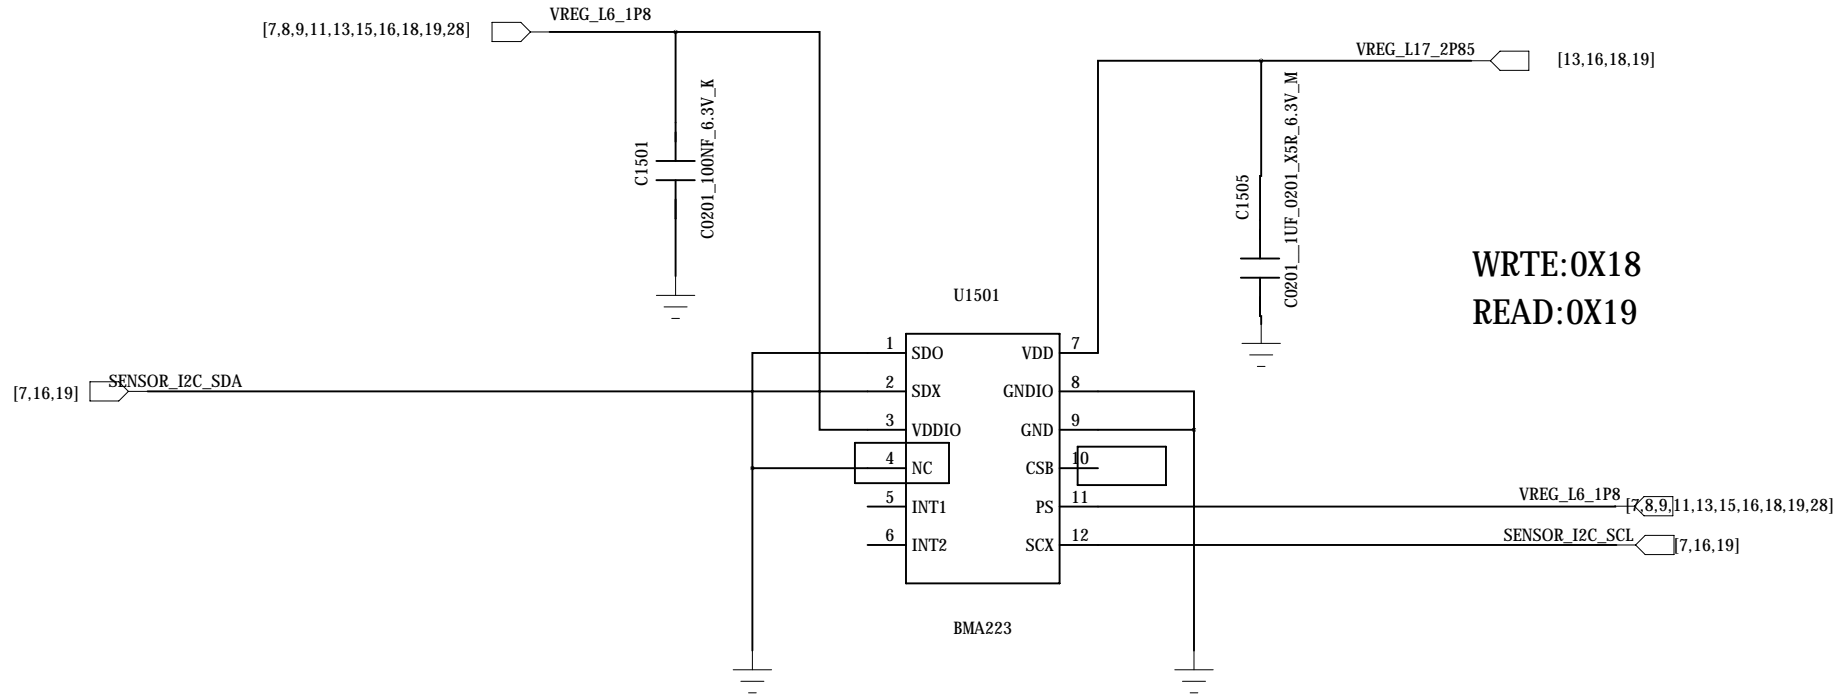 VREG_L6_1P8
[7,8,9,11,13,15,16,18,19,28]
VREG_L17_2P85
[13,16,18,19]
C1501
C0201_100NF_6.3V_K
C1505
C0201__1UF_0201_X5R_6.3V_M
WRTE:0X18
READ:0X19
U1501
1 SDO VDD 7
SENSOR_I2C_SDA
[7,16,19]
2 SDX GNDIO 8
3 VDDIO GND 9
4 NC CSB 10
5 INT1 PS 11
VREG_L6_1P8
[7,8,9,11,13,15,16,18,19,28]
6 INT2 SCX 12
SENSOR_I2C_SCL
[7,16,19]
BMA223